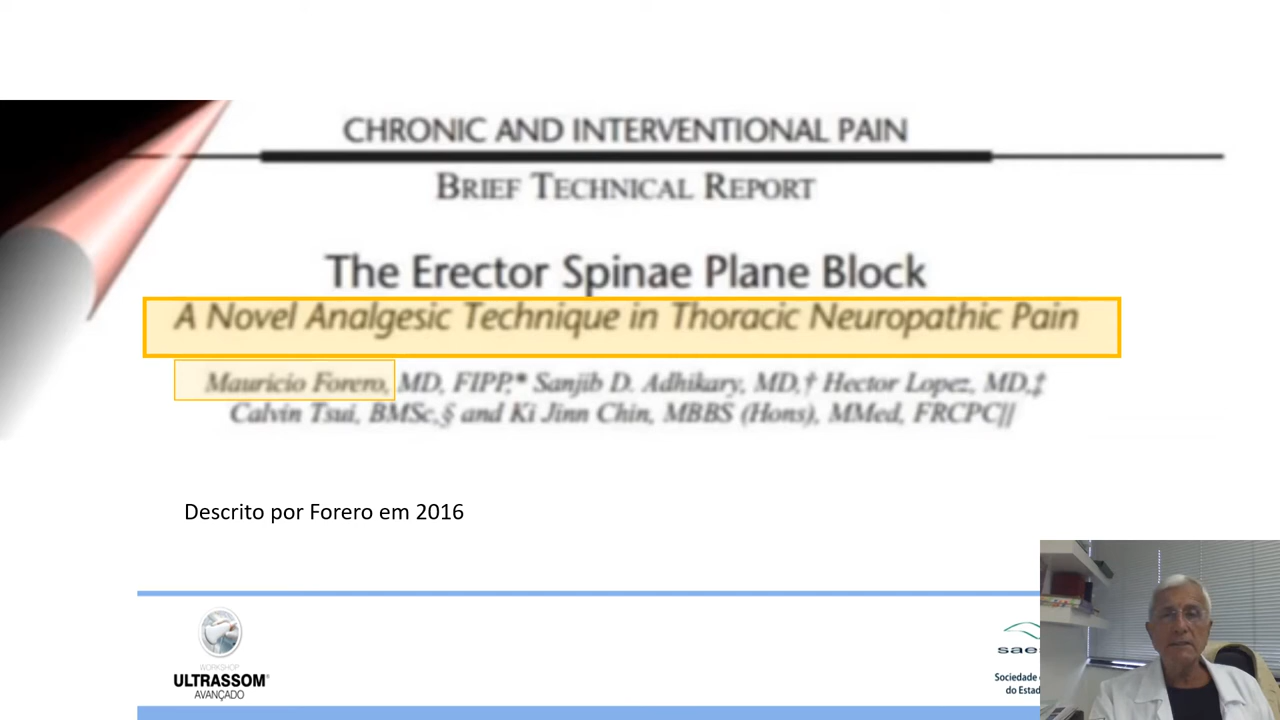 CHRONIC AND INTERVENTIONAL PAIN
BRIEF TECHNICAL REPORT
The Erector Spinae Plane Block
A Novel Analgesic Technique in Thoracic Neuropathic Pain
Mauricio Forero, MD, FIPP,* Sanjib D. Adhikary, MD,† Hector Lopez, MD,‡
Calvin Tsui, BMSc,§ and Ki Jinn Chin, MBBS (Hons), MMed, FRCPC||
Descrito por Forero em 2016
WORKSHOP
ULTRASSOM
AVANÇADO
sae
Sociedade
do Estad